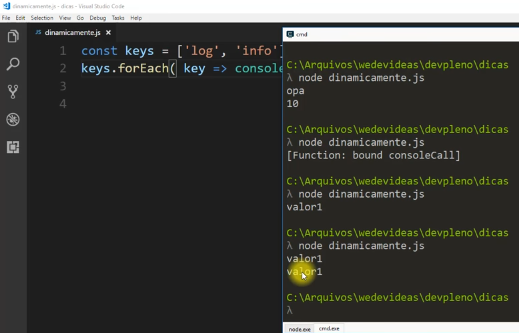 dinamicamente.js - dicas - Visual Studio Code
File Edit Selection View Go Debug Tasks Help
JS dinamicamente.js ×
1 const keys = ['log', 'info']
2 keys.forEach( key => console
3
4
cmd
C:\Arquivos\wedevideas\devpleno\dicas
λ node dinamicamente.js
opa
10
C:\Arquivos\wedevideas\devpleno\dicas
λ node dinamicamente.js
[Function: bound consoleCall]
C:\Arquivos\wedevideas\devpleno\dicas
λ node dinamicamente.js
valor1
C:\Arquivos\wedevideas\devpleno\dicas
λ node dinamicamente.js
valor1
valor1
C:\Arquivos\wedevideas\devpleno\dicas
λ
node.exe cmd.exe